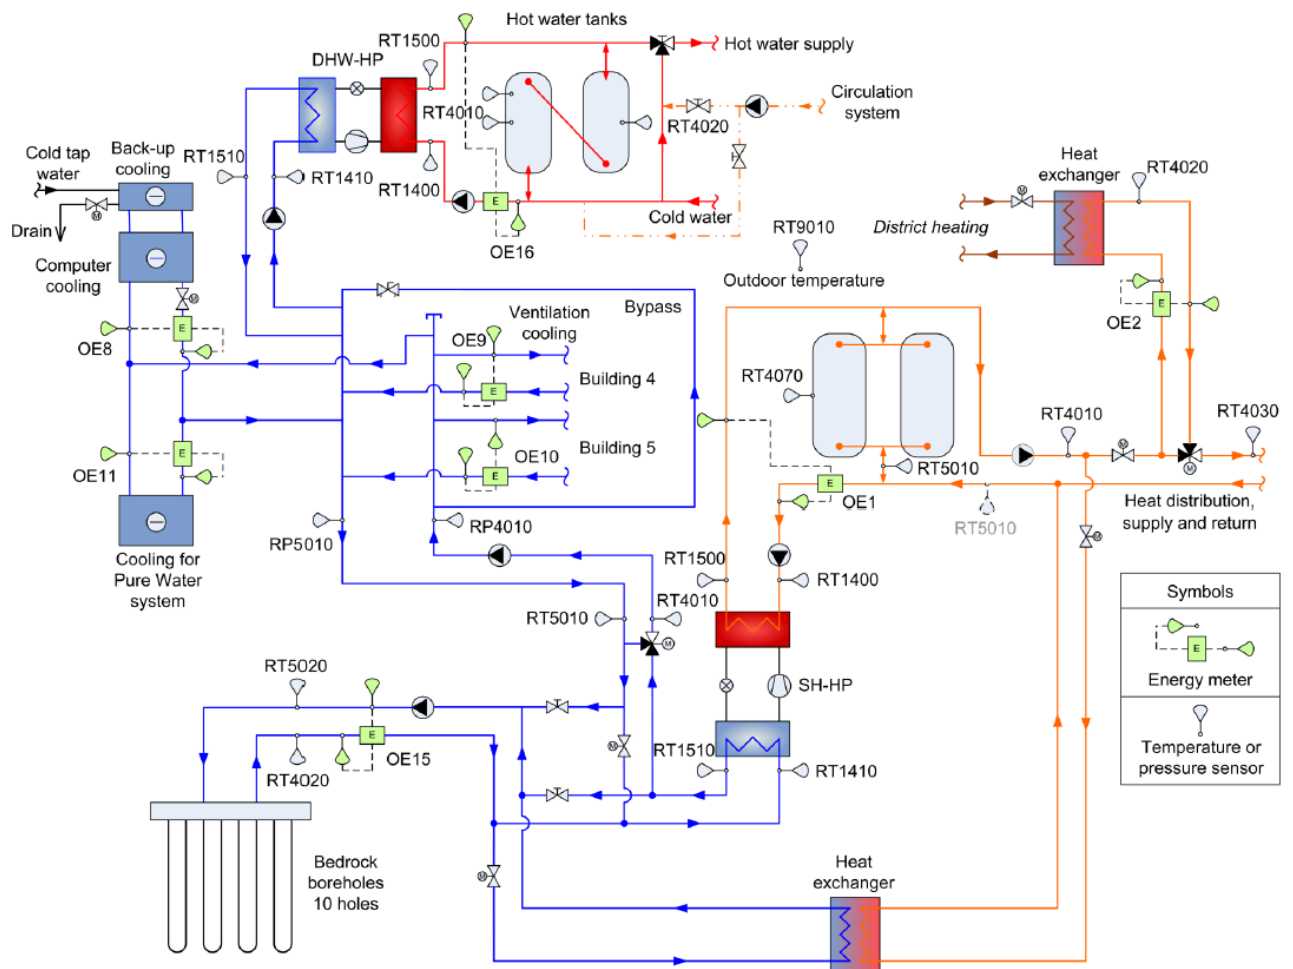 Hot water tanks
RT1500
Hot water supply
DHW-HP
Circulation
system
RT4010
RT4020
Back-up
cooling
Cold tap
water
RT1510
RT1410
RT1400
Heat
exchanger
RT4020
M
M
Drain
E
Cold water
District heating
RT9010
OE16
Outdoor temperature
Computer
cooling
M
E
OE2
Bypass
Ventilation
cooling
OE9
OE8
E
E
Building 4
RT4070
RT4010
RT4030
Building 5
OE10
OE11
E
E
RT5010
M
M
E
OE1
Heat distribution,
supply and return
RT5010
RP5010
RP4010
M
Cooling for
Pure Water
system
RT1500
RT1400
Symbols
RT5010
RT4010
M
E
Energy meter
RT5020
SH-HP
E
OE15
M
RT4020
RT1510
RT1410
Temperature or
pressure sensor
Bedrock
boreholes
10 holes
M
Heat
exchanger